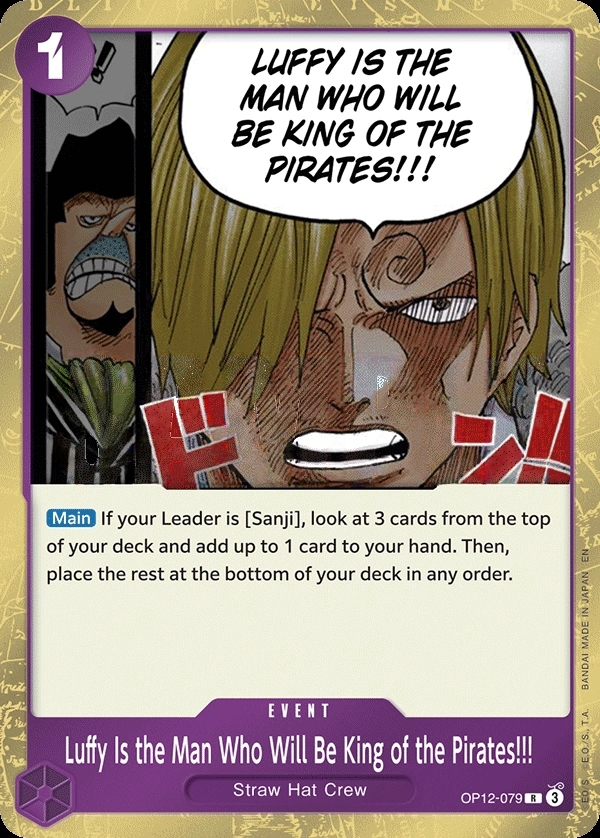 1
LUFFY IS THE
MAN WHO WILL
BE KING OF THE
PIRATES!!!
Main If your Leader is [Sanji], look at 3 cards from the top
of your deck and add up to 1 card to your hand. Then,
place the rest at the bottom of your deck in any order.
EVENT
Luffy Is the Man Who Will Be King of the Pirates!!!
Straw Hat Crew
OP12-079 R 3
©E.O./S. ©E.O./S.,T.A. BANDAI MADE IN JAPAN EN